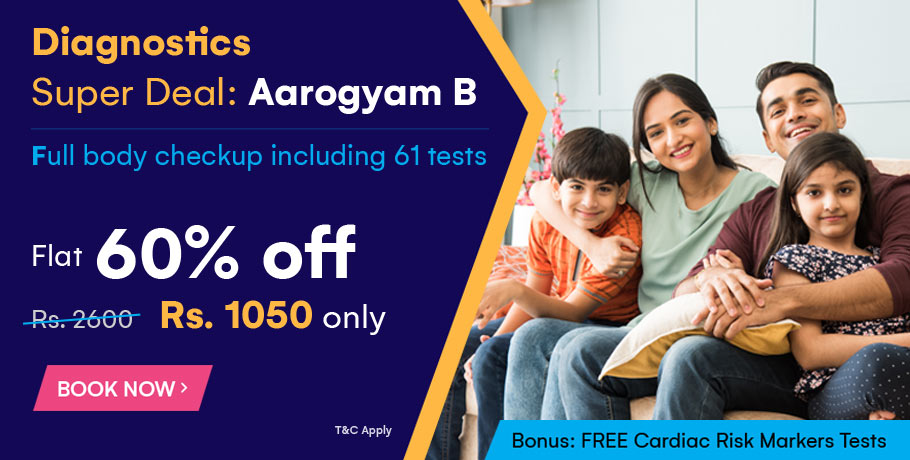 Diagnostics
Super Deal: Aarogyam B
Full body checkup including 61 tests
Flat 60% off
Rs. 2600 Rs. 1050 only
BOOK NOW >
T&C Apply
Bonus: FREE Cardiac Risk Markers Tests